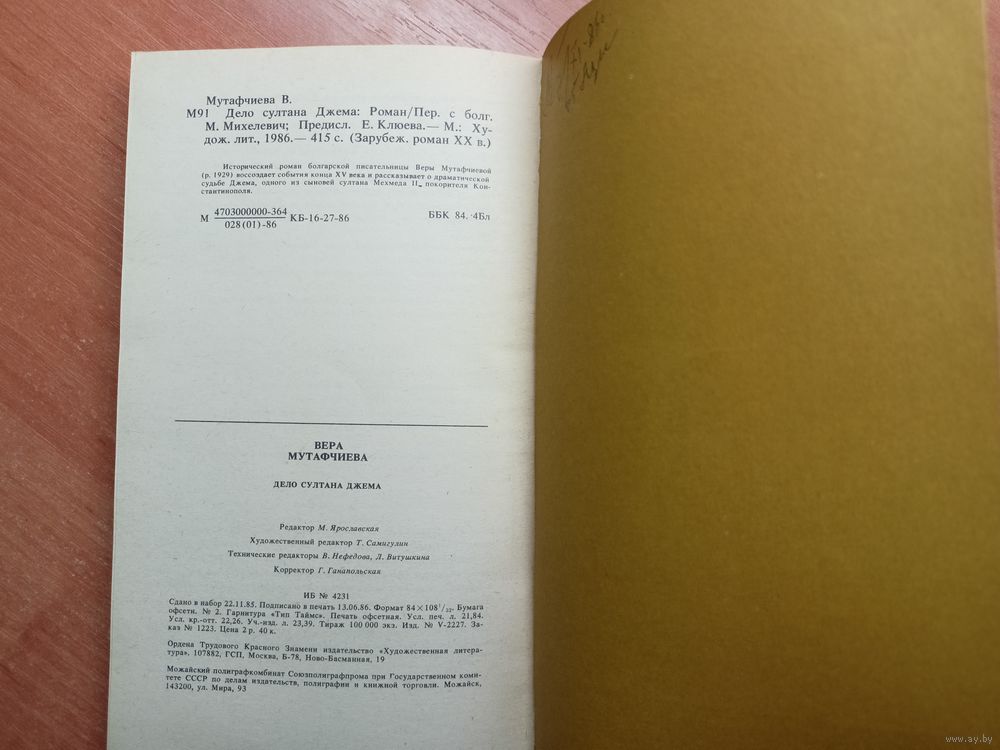 Мутафчиева В.
М91 Дело султана Джема: Роман/Пер. с болг.
М. Михелевич; Предисл. Е. Клюева.— М.: Ху-
дож. лит., 1986.— 415 с. (Зарубеж. роман XX в.)
Исторический роман болгарской писательницы Веры Мутафчиевой
(р. 1929) воссоздает события конца XV века и рассказывает о драматической
судьбе Джема, одного из сыновей султана Мехмеда II, покорителя Кон-
стантинополя.
М 4703000000-364 КБ-16-27-86 ББК 84. 4Бл
028(01)-86
ВЕРА
МУТАФЧИЕВА
ДЕЛО СУЛТАНА ДЖЕМА
Редактор М. Ярославская
Художественный редактор Т. Самигулин
Технические редакторы В. Нефедова, Л. Витушкина
Корректор Г. Ганапольская
ИБ № 4231
Сдано в набор 22.11.85. Подписано в печать 13.06.86. Формат 84×108¹/₃₂. Бумага
офсетн. № 2. Гарнитура «Тип Таймс». Печать офсетная. Усл. печ. л. 21,84.
Усл. кр.-отт. 22,26. Уч.-изд. л. 23,39. Тираж 100 000 экз. Изд. № V-2227. За-
каз № 1223. Цена 2 р. 40 к.
Ордена Трудового Красного Знамени издательство «Художественная литера-
тура», 107882, ГСП, Москва, Б-78, Ново-Басманная, 19
Можайский полиграфкомбинат Союзполиграфпрома при Государственном коми-
тете СССР по делам издательств, полиграфии и книжной торговли. Можайск,
143200, ул. Мира, 93
www.ay.by